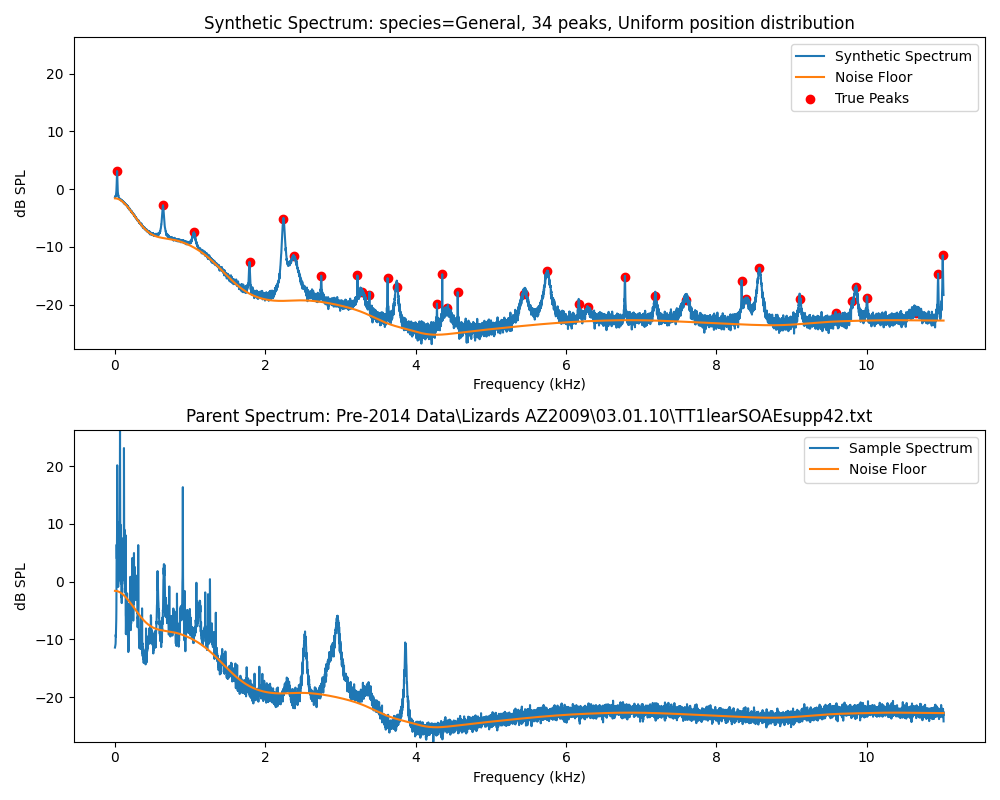 Synthetic Spectrum: species=General, 34 peaks, Uniform position distribution
Synthetic Spectrum
Noise Floor
True Peaks
20
10
0
−10
−20
dB SPL
0
2
4
6
8
10
Frequency (kHz)
Parent Spectrum: Pre-2014 Data\Lizards AZ2009\03.01.10\TT1learSOAEsupp42.txt
Sample Spectrum
Noise Floor
20
10
0
−10
−20
dB SPL
0
2
4
6
8
10
Frequency (kHz)